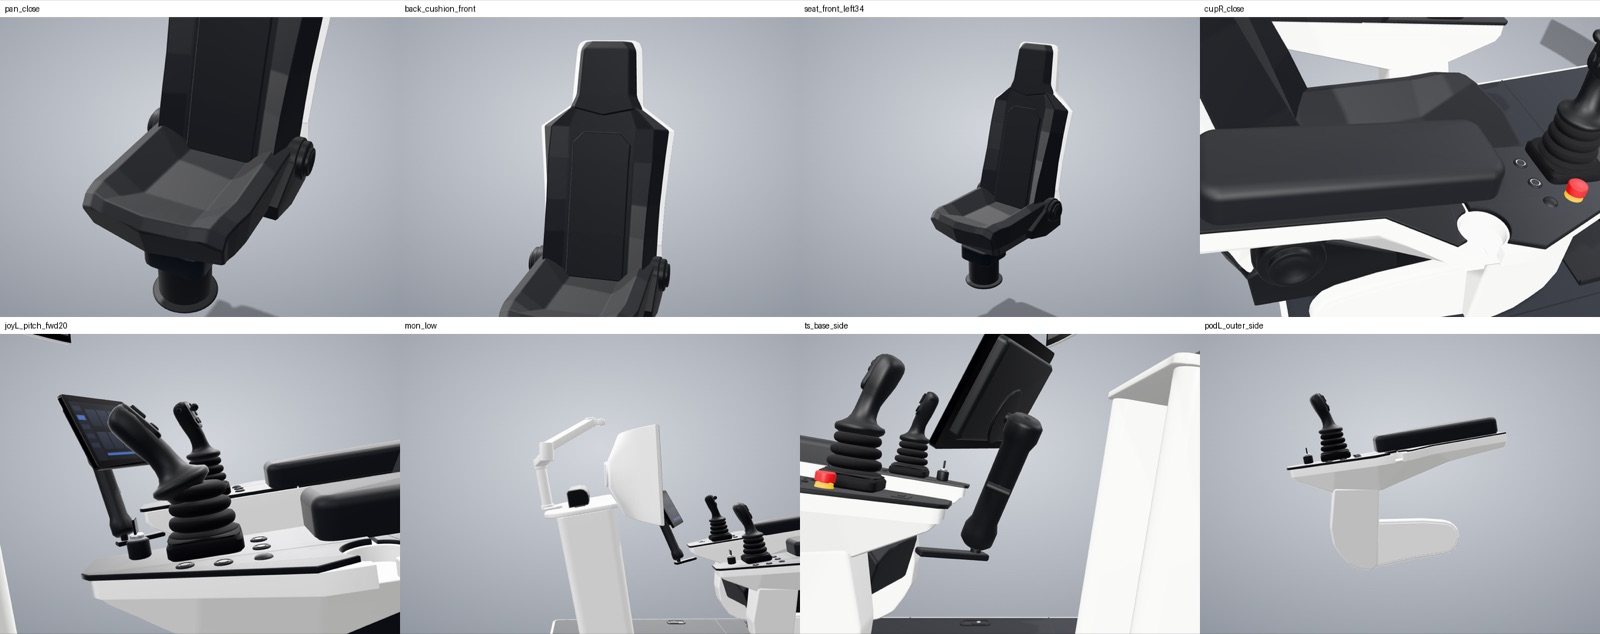 pan_close
back_cushion_front
seat_front_left34
cupR_close
joyL_pitch_fwd20
mon_low
ts_base_side
podL_outer_side